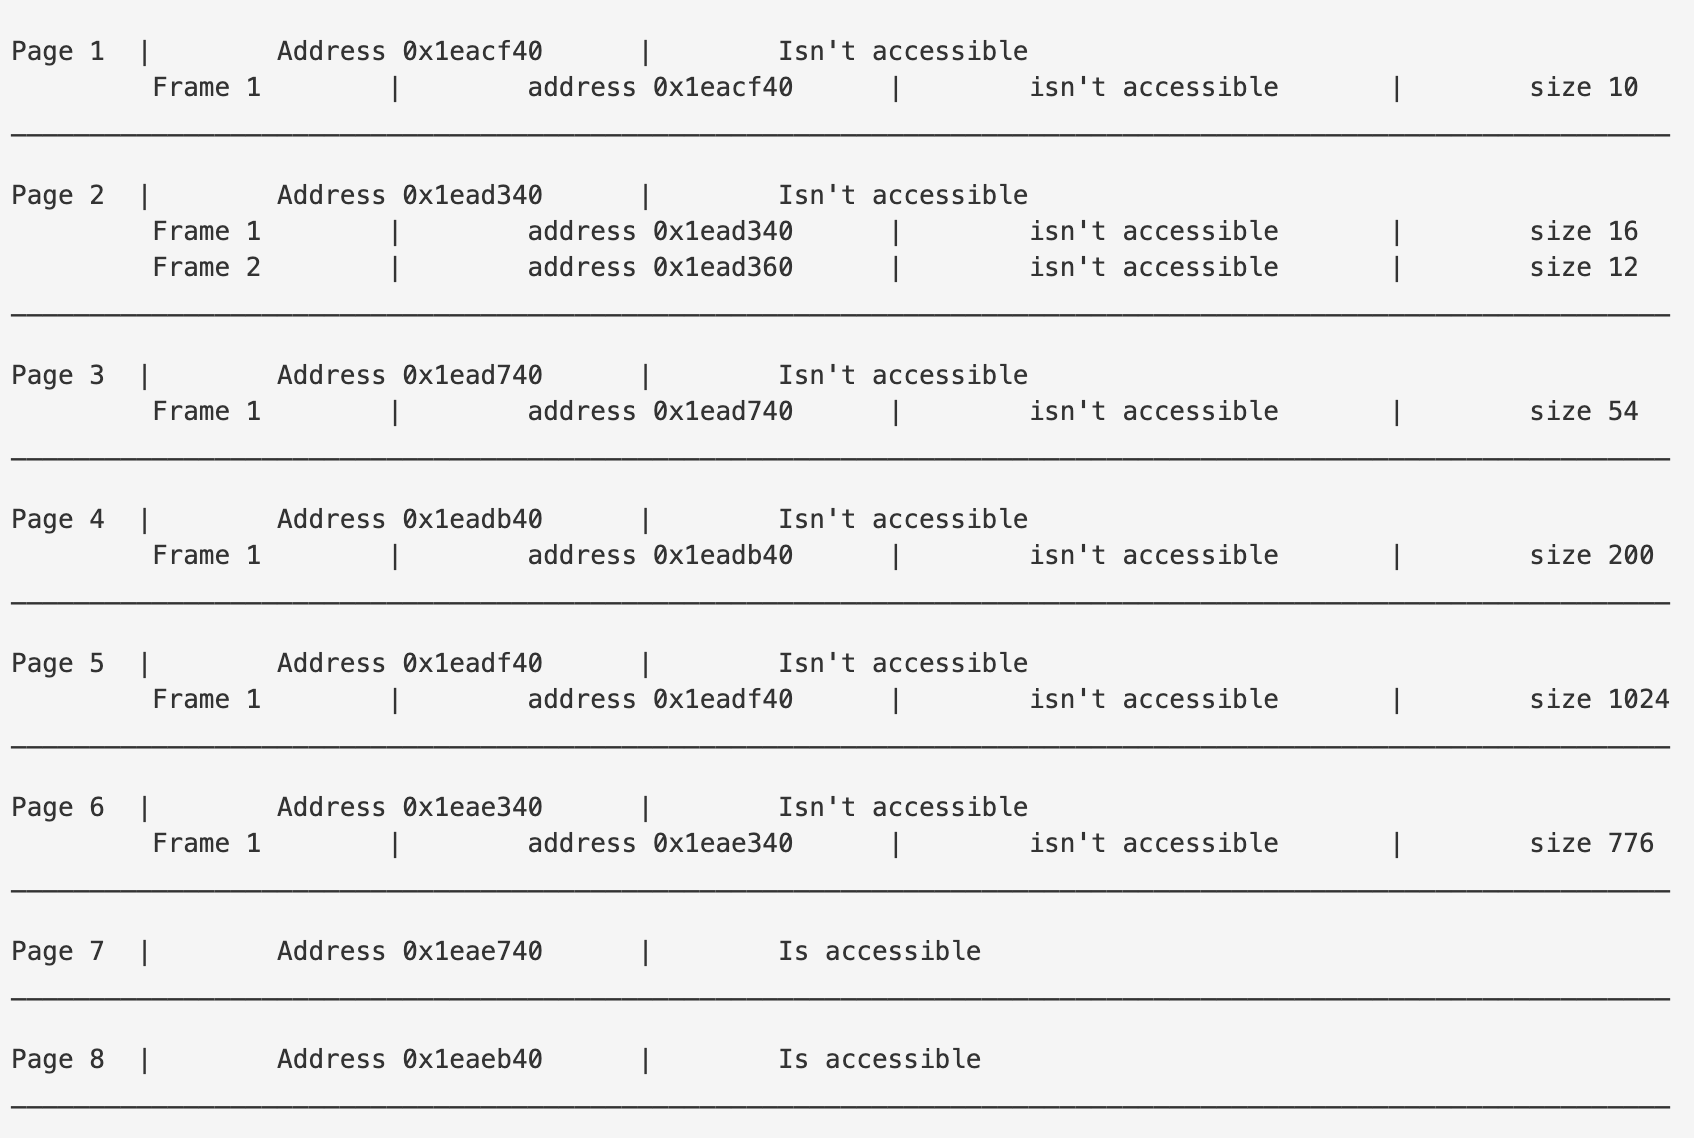 Page 1 | Address 0x1eacf40 | Isn't accessible
Frame 1 | address 0x1eacf40 | isn't accessible | size 10
Page 2 | Address 0x1ead340 | Isn't accessible
Frame 1 | address 0x1ead340 | isn't accessible | size 16
Frame 2 | address 0x1ead360 | isn't accessible | size 12
Page 3 | Address 0x1ead740 | Isn't accessible
Frame 1 | address 0x1ead740 | isn't accessible | size 54
Page 4 | Address 0x1eadb40 | Isn't accessible
Frame 1 | address 0x1eadb40 | isn't accessible | size 200
Page 5 | Address 0x1eadf40 | Isn't accessible
Frame 1 | address 0x1eadf40 | isn't accessible | size 1024
Page 6 | Address 0x1eae340 | Isn't accessible
Frame 1 | address 0x1eae340 | isn't accessible | size 776
Page 7 | Address 0x1eae740 | Is accessible
Page 8 | Address 0x1eaeb40 | Is accessible